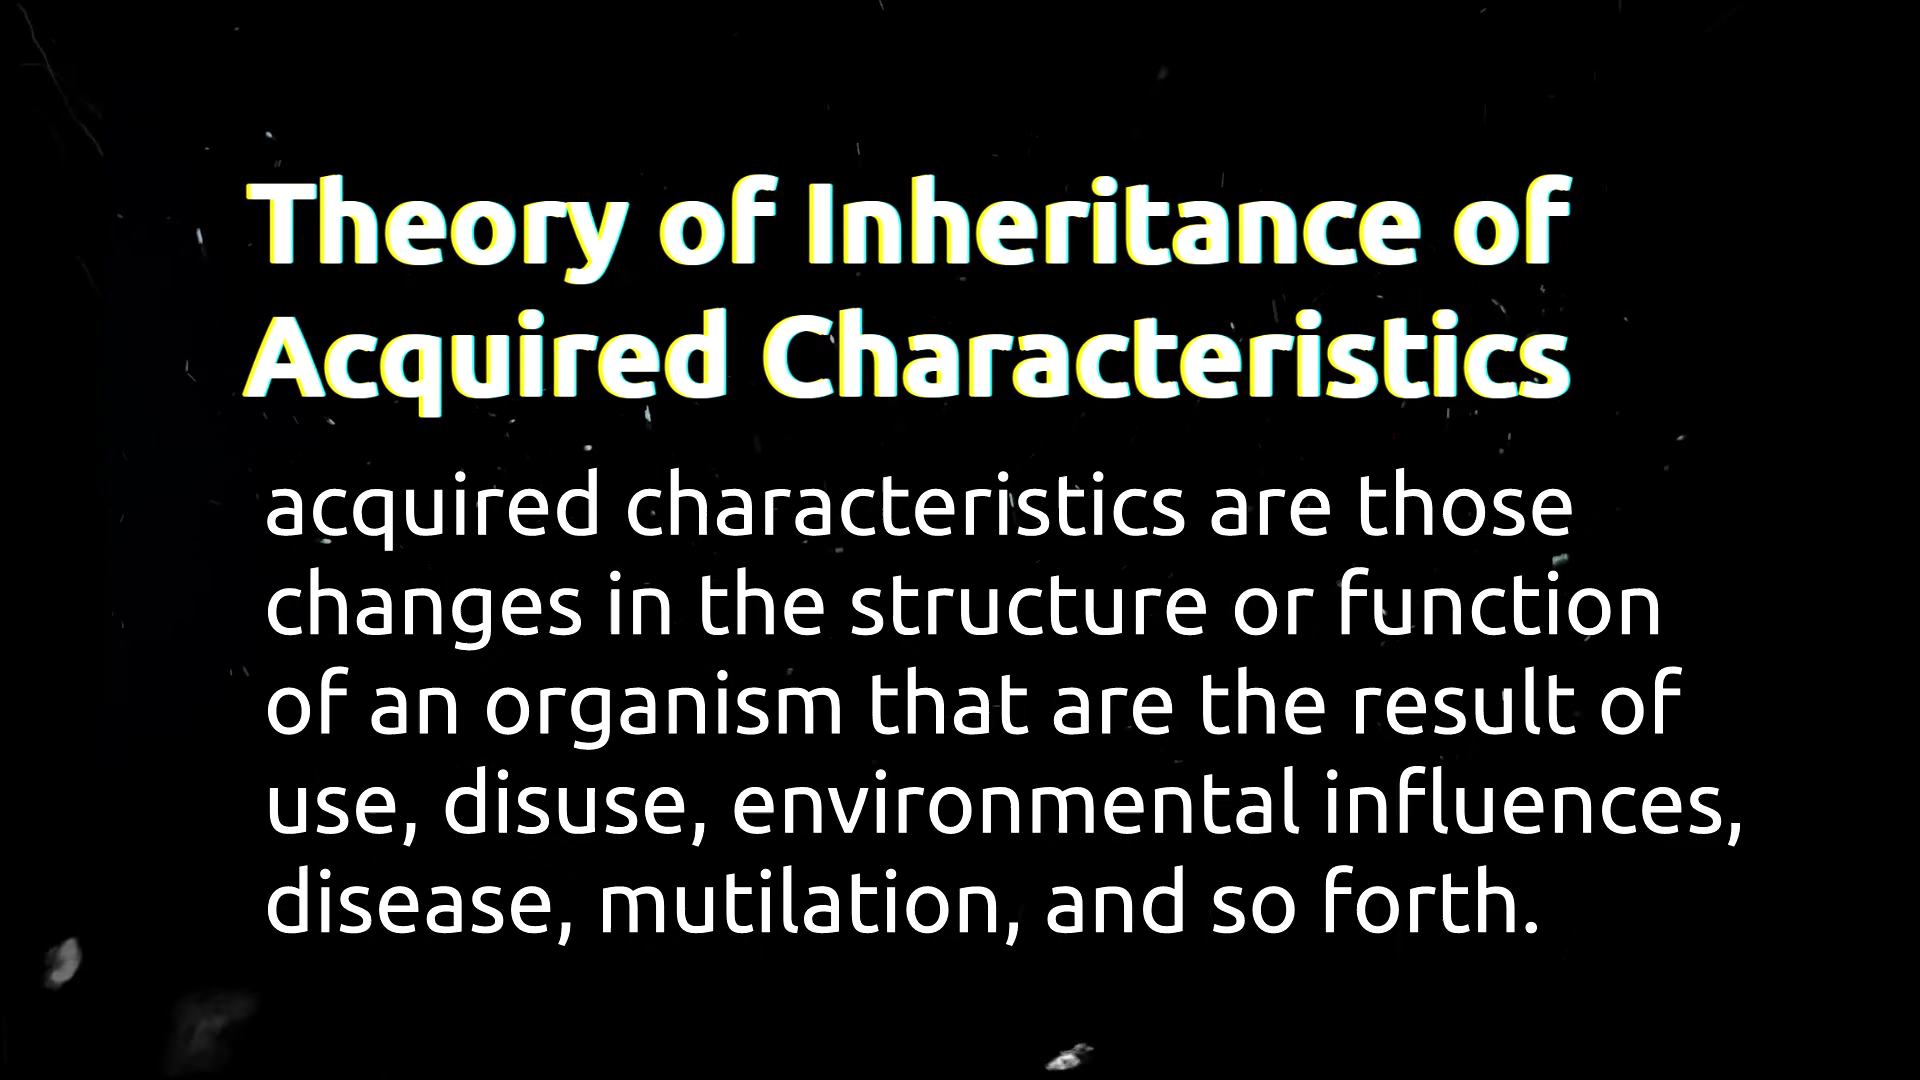 Theory of Inheritance of
Acquired Characteristics
acquired characteristics are those
changes in the structure or function
of an organism that are the result of
use, disuse, environmental influences,
disease, mutilation, and so forth.